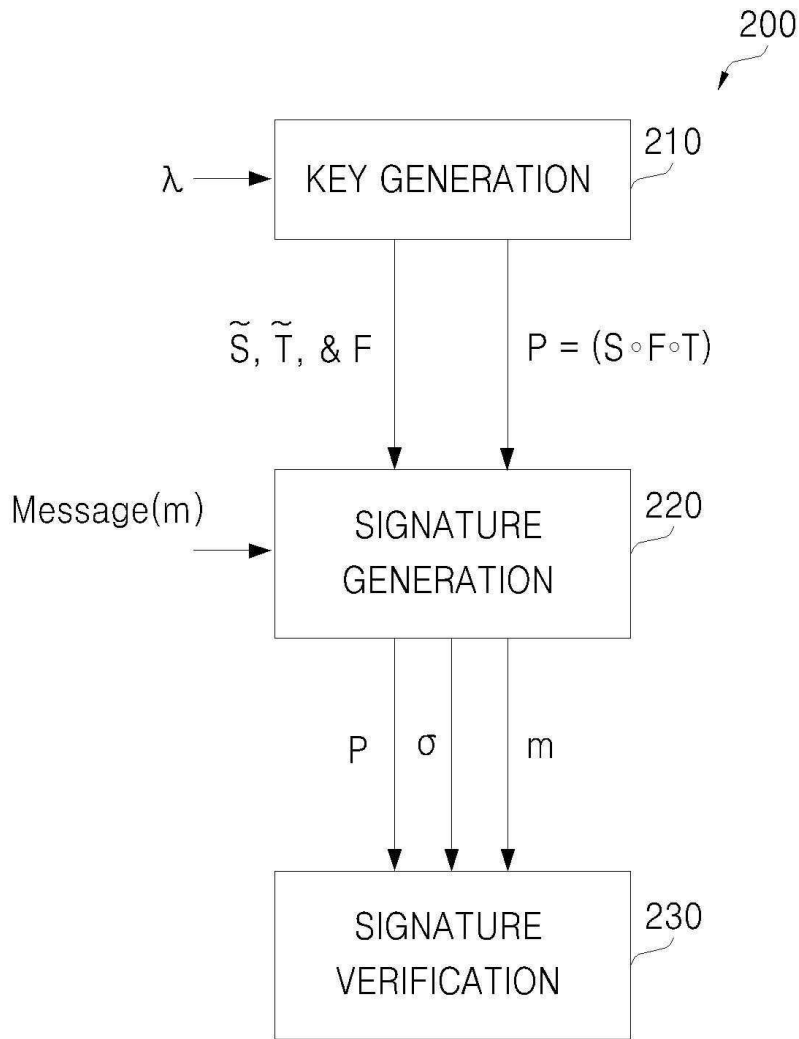 200
210
λ
KEY GENERATION
S̃, T̃, & F
P = (S∘F∘T)
Message(m)
220
SIGNATURE
GENERATION
P
σ
m
230
SIGNATURE
VERIFICATION